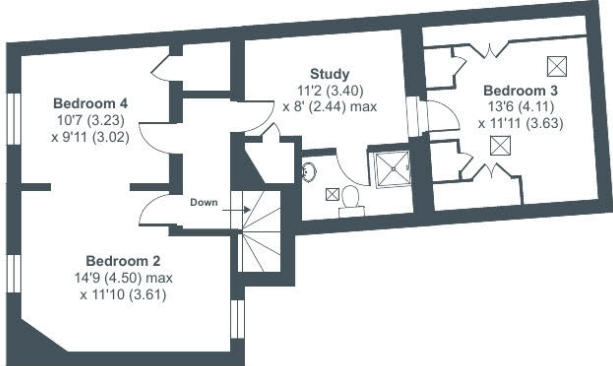 Study
11'2 (3.40)
x 8' (2.44) max
Bedroom 3
13'6 (4.11)
x 11'11 (3.63)
Bedroom 4
10'7 (3.23)
x 9'11 (3.02)
Down
Bedroom 2
14'9 (4.50) max
x 11'10 (3.61)